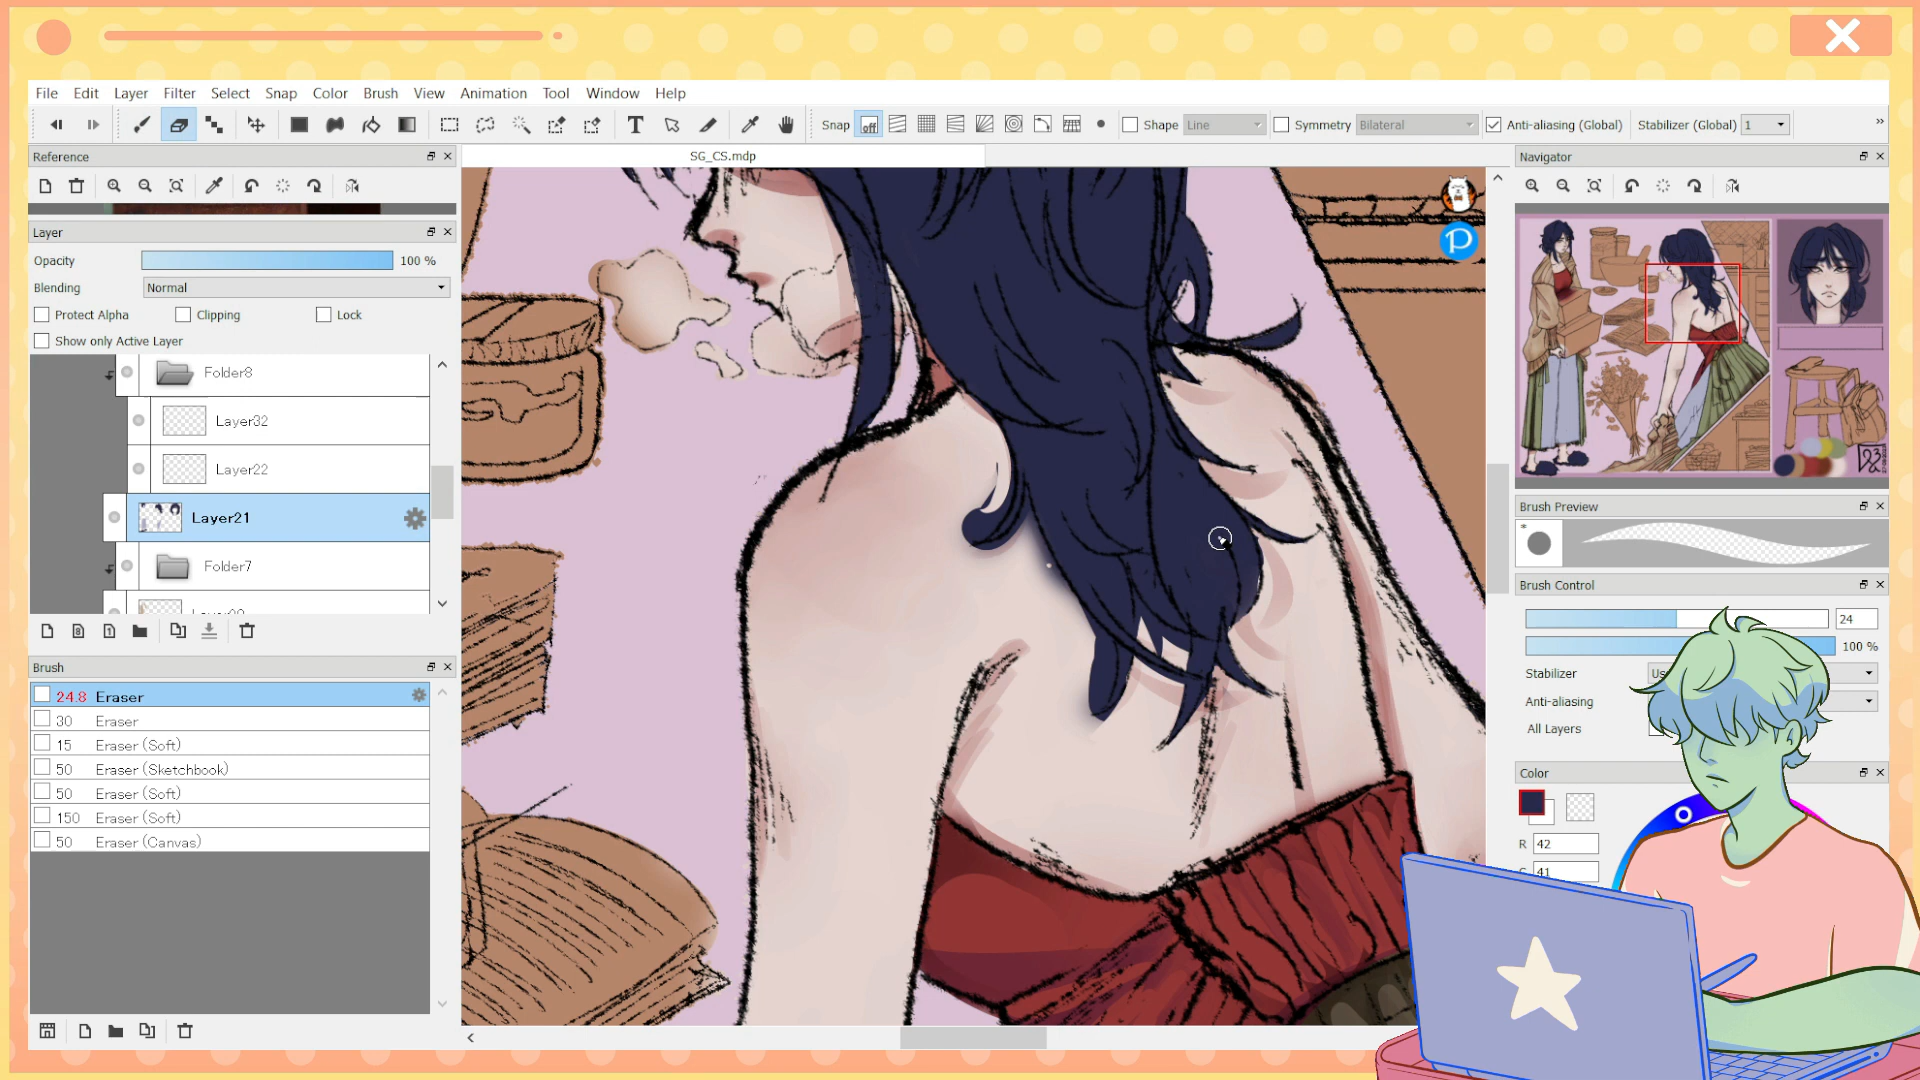 File Edit Layer Filter Select Snap Color Brush View Animation Tool Window Help
T Snap off Shape Line Symmetry Bilateral Anti-aliasing (Global) Stabilizer (Global) 1 »
Reference
SG_CS.mdp
Navigator
Layer
Opacity 100 %
Blending Normal
Protect Alpha Clipping Lock
Show only Active Layer
Folder8
Layer32
Layer22
Layer21
Folder7
Brush
24.8 Eraser
30 Eraser
15 Eraser (Soft)
50 Eraser (Sketchbook)
50 Eraser (Soft)
150 Eraser (Soft)
50 Eraser (Canvas)
P
Brush Preview
*
Brush Control
24
100 %
Stabilizer
Anti-aliasing
All Layers
Color
R 42
41